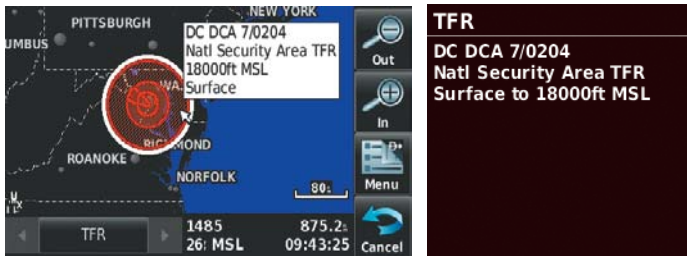 PITTSBURGH
NEW YORK
UMBUS
DC DCA 7/0204
Natl Security Area TFR
18000ft MSL
Surface
WA
RICHMOND
ROANOKE
NORFOLK
80
TFR
1485
26 MSL
875.2
09:43:25
Out
In
Menu
Cancel
TFR
DC DCA 7/0204
Natl Security Area TFR
Surface to 18000ft MSL